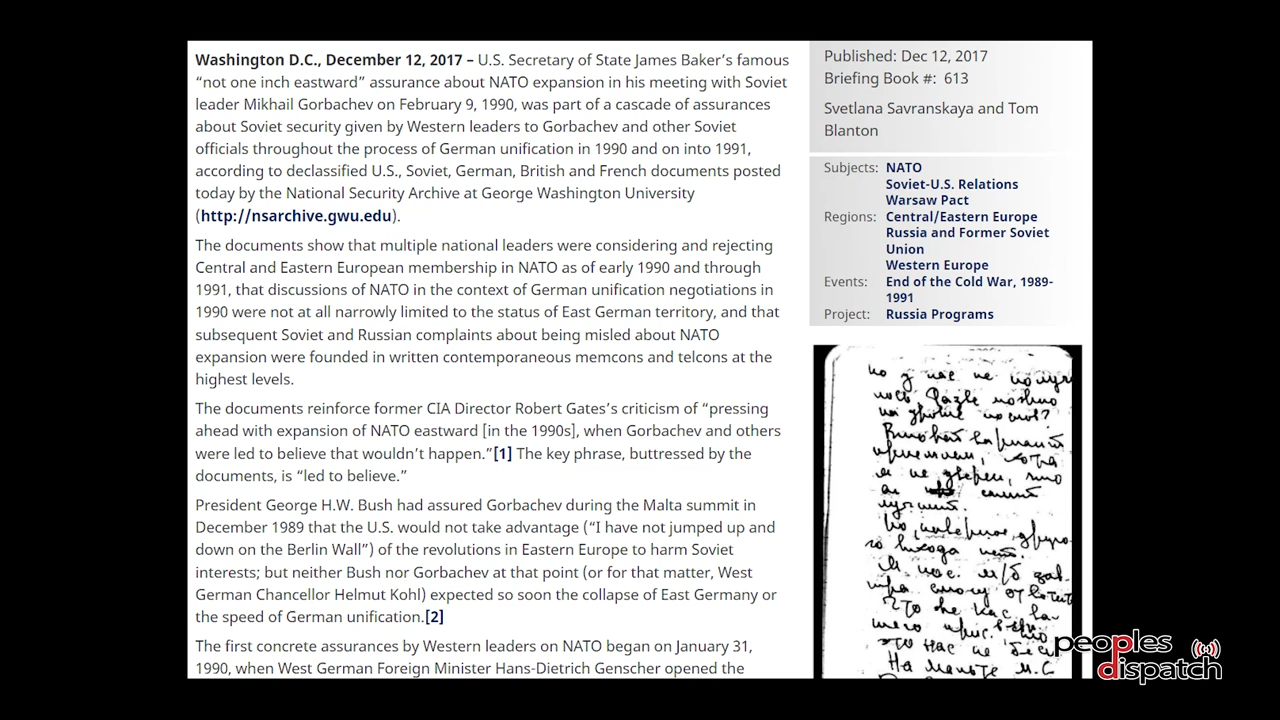 Washington D.C., December 12, 2017 – U.S. Secretary of State James Baker's famous
“not one inch eastward” assurance about NATO expansion in his meeting with Soviet
leader Mikhail Gorbachev on February 9, 1990, was part of a cascade of assurances
about Soviet security given by Western leaders to Gorbachev and other Soviet
officials throughout the process of German unification in 1990 and on into 1991,
according to declassified U.S., Soviet, German, British and French documents posted
today by the National Security Archive at George Washington University
(http://nsarchive.gwu.edu).
The documents show that multiple national leaders were considering and rejecting
Central and Eastern European membership in NATO as of early 1990 and through
1991, that discussions of NATO in the context of German unification negotiations in
1990 were not at all narrowly limited to the status of East German territory, and that
subsequent Soviet and Russian complaints about being misled about NATO
expansion were founded in written contemporaneous memcons and telcons at the
highest levels.
The documents reinforce former CIA Director Robert Gates's criticism of “pressing
ahead with expansion of NATO eastward [in the 1990s], when Gorbachev and others
were led to believe that wouldn't happen.”[1] The key phrase, buttressed by the
documents, is “led to believe.”
President George H.W. Bush had assured Gorbachev during the Malta summit in
December 1989 that the U.S. would not take advantage (“I have not jumped up and
down on the Berlin Wall”) of the revolutions in Eastern Europe to harm Soviet
interests; but neither Bush nor Gorbachev at that point (or for that matter, West
German Chancellor Helmut Kohl) expected so soon the collapse of East Germany or
the speed of German unification.[2]
The first concrete assurances by Western leaders on NATO began on January 31,
1990, when West German Foreign Minister Hans-Dietrich Genscher opened the
Published: Dec 12, 2017
Briefing Book #: 613
Svetlana Savranskaya and Tom
Blanton
Subjects: NATO
Soviet-U.S. Relations
Warsaw Pact
Regions: Central/Eastern Europe
Russia and Former Soviet
Union
Western Europe
Events: End of the Cold War, 1989-
1991
Project: Russia Programs
но у нас не
Разве можно
Второй вариант
я не уверен, что
но,
выхода нет.
На Мальте М.С.
peoples
dispatch